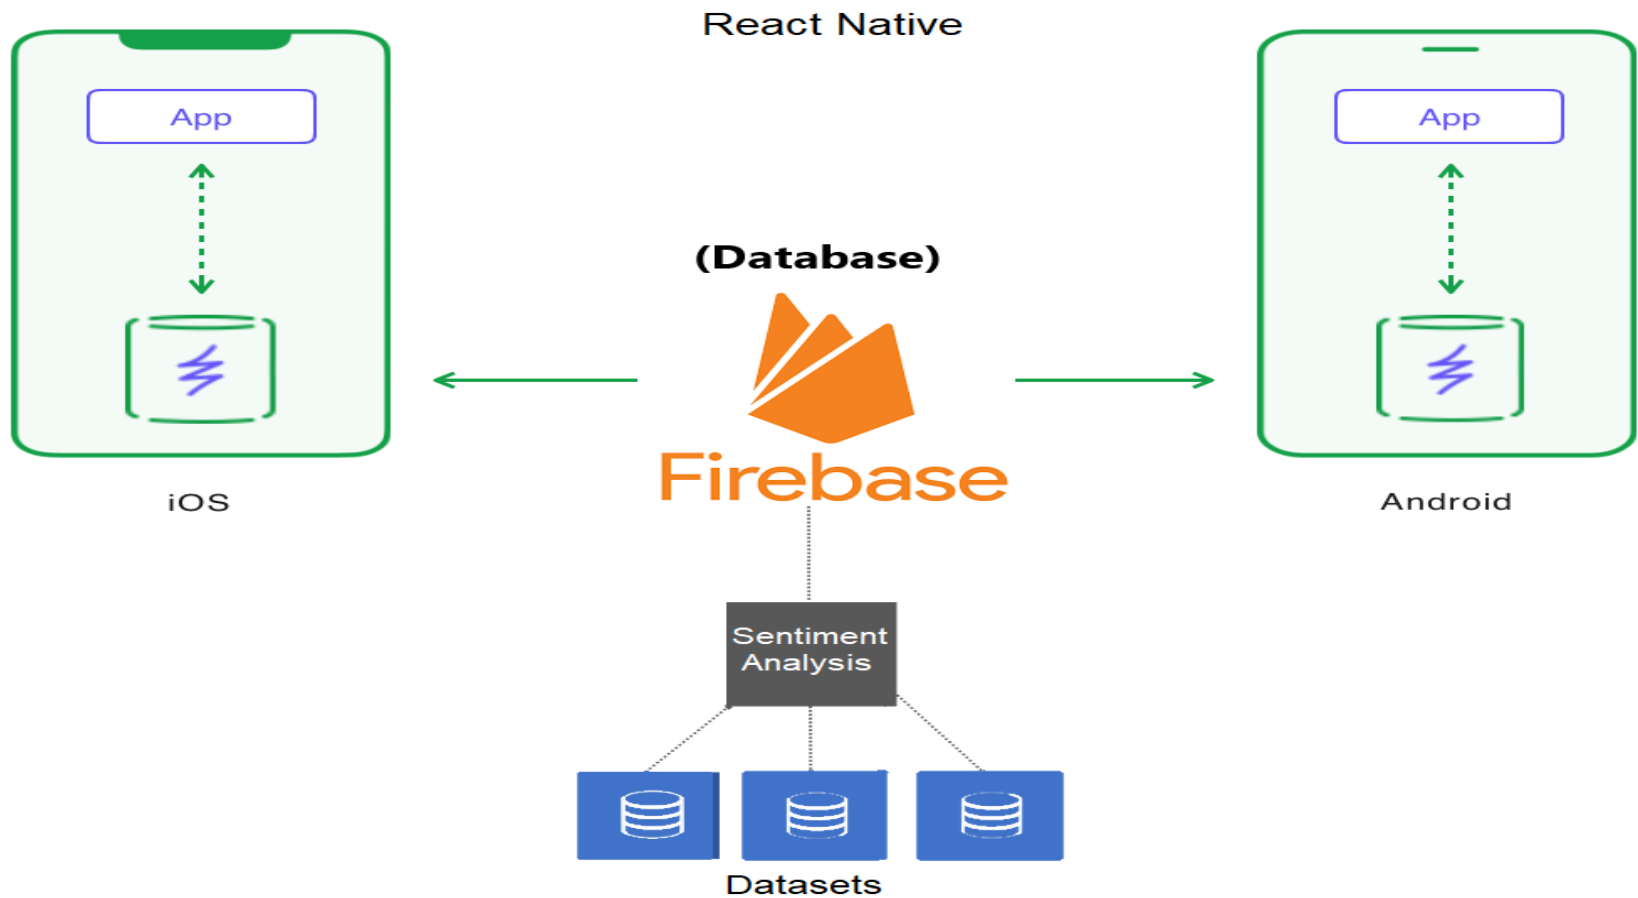 React Native
App
App
(Database)
Firebase
iOS
Android
Sentiment
Analysis
Datasets